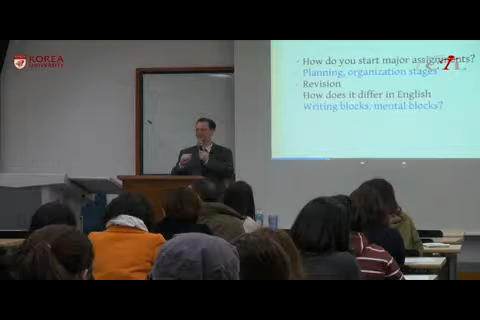 KOREA
UNIVERSITY
How do you start major assignments?
Planning, organization stages
Revision
How does it differ in English
Writing blocks, mental blocks?